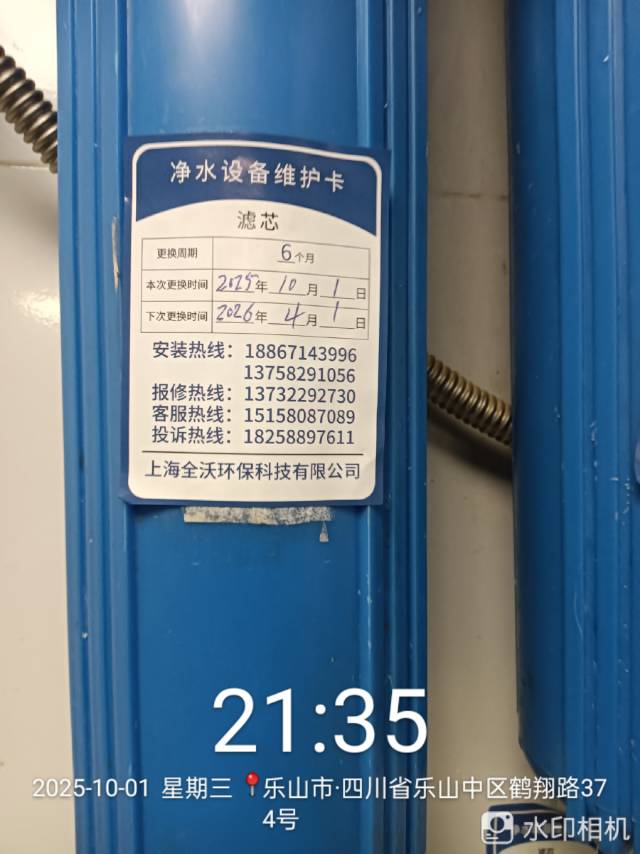 净水设备维护卡
滤芯
更换周期 6个月
本次更换时间 2025年10月1日
下次更换时间 2026年4月1日
安装热线：18867143996
13758291056
报修热线：13732292730
客服热线：15158087089
投诉热线：18258897611
上海全沃环保科技有限公司
21:35
2025-10-01 星期三 乐山市·四川省乐山中区鹤翔路37
4号
水印相机